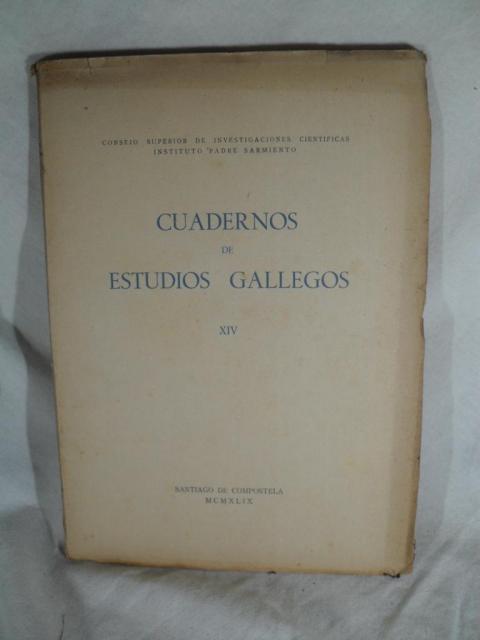 CONSEJO SUPERIOR DE INVESTIGACIONES CIENTIFICAS
INSTITUTO PADRE SARMIENTO
CUADERNOS
DE
ESTUDIOS GALLEGOS
XIV
SANTIAGO DE COMPOSTELA
MCMXLIX